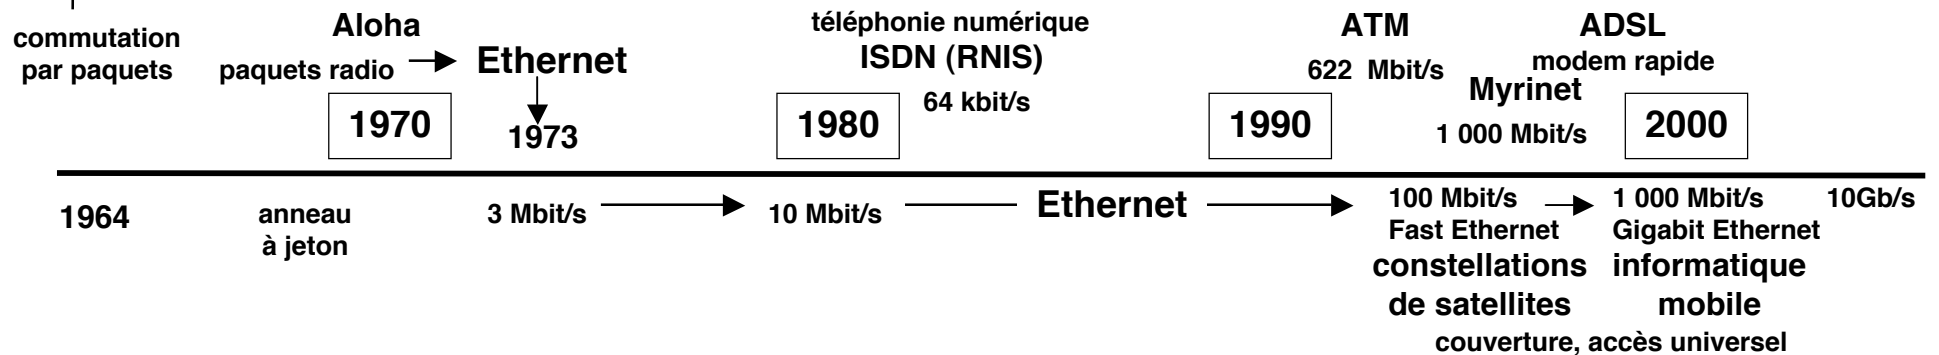 commutation
par paquets
Aloha
paquets radio
Ethernet
1970
1973
téléphonie numérique
ISDN (RNIS)
64 kbit/s
1980
1990
ATM
622 Mbit/s
Myrinet
1 000 Mbit/s
ADSL
modem rapide
2000
1964
anneau
à jeton
3 Mbit/s
10 Mbit/s
Ethernet
100 Mbit/s
Fast Ethernet
1 000 Mbit/s
Gigabit Ethernet
10Gb/s
constellations
de satellites
informatique
mobile
couverture, accès universel